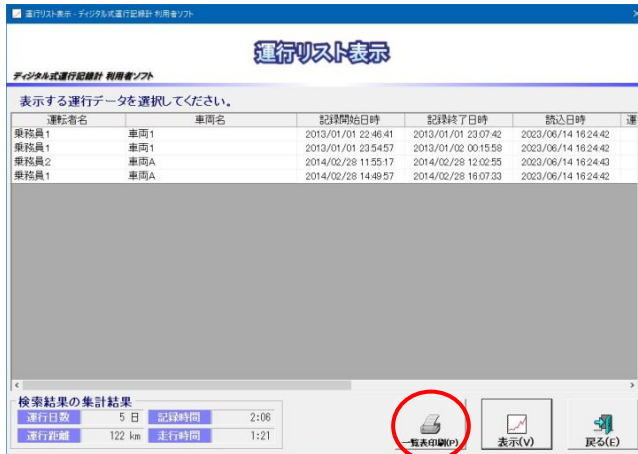 運行リスト表示 - ディジタル式運行記録計 利用者ソフト
運行リスト表示
ディジタル式運行記録計 利用者ソフト
表示する運行データを選択してください。
運転者名 車両名 記録開始日時 記録終了日時 読込日時 運
乗務員1 車両1 2013/01/01 22:46:41 2013/01/01 23:07:42 2023/06/14 16:24:42
乗務員1 車両1 2013/01/01 23:54:57 2013/01/02 00:15:58 2023/06/14 16:24:42
乗務員2 車両A 2014/02/28 11:55:17 2014/02/28 12:02:55 2023/06/14 16:24:43
乗務員1 車両A 2014/02/28 14:49:57 2014/02/28 16:07:33 2023/06/14 16:24:42
検索結果の集計結果
運行日数 5 日 記録時間 2:06
運行距離 122 km 走行時間 1:21
一覧表印刷(P) 表示(V) 戻る(E)